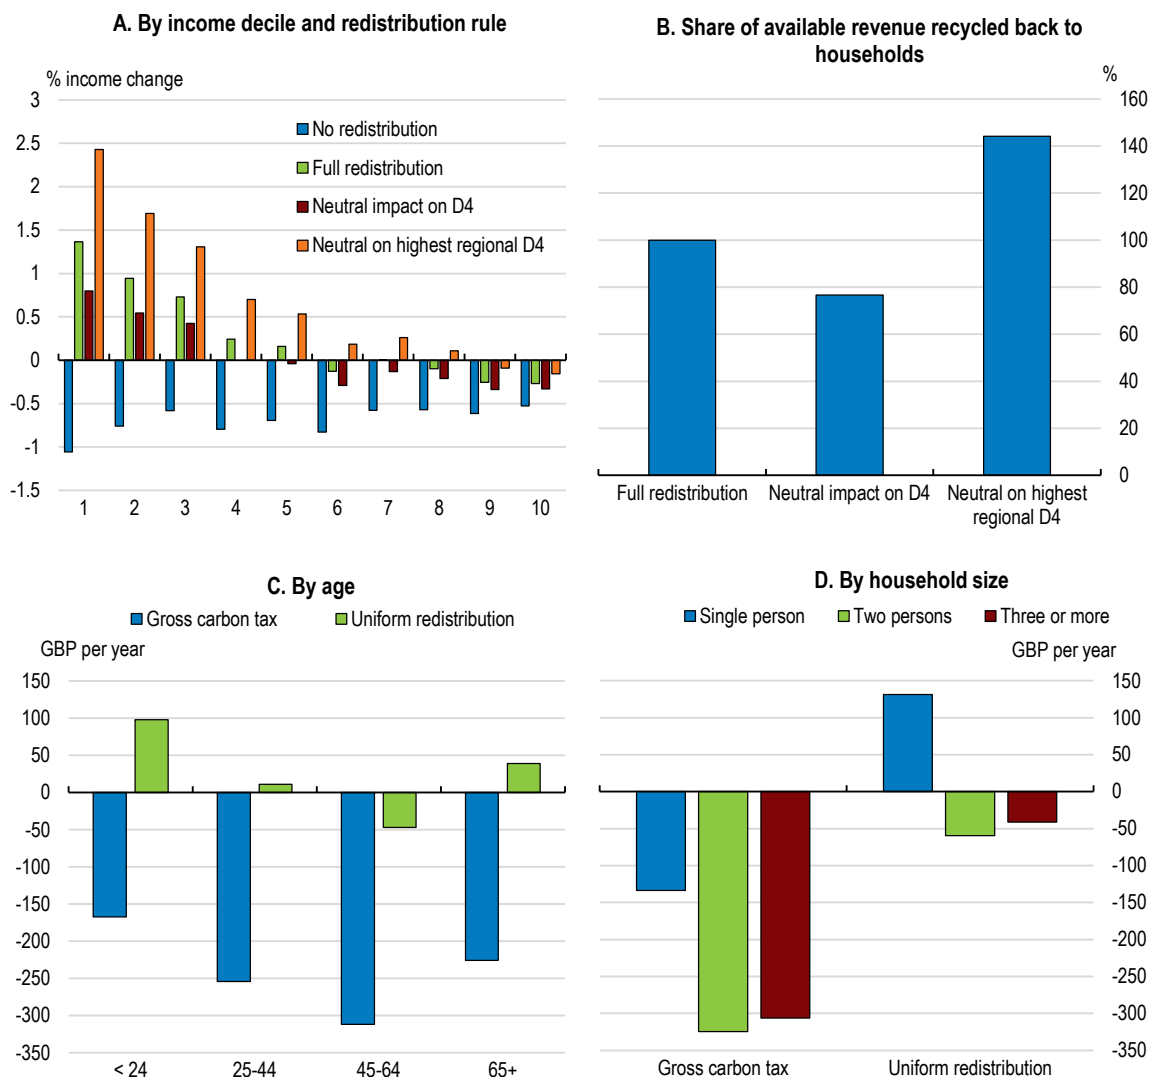 A. By income decile and redistribution rule
% income change
3
2.5
2
1.5
1
0.5
0
-0.5
-1
-1.5
No redistribution
Full redistribution
Neutral impact on D4
Neutral on highest regional D4
1 2 3 4 5 6 7 8 9 10
B. Share of available revenue recycled back to
households
%
160
140
120
100
80
60
40
20
0
Full redistribution Neutral impact on D4 Neutral on highest
regional D4
C. By age
Gross carbon tax Uniform redistribution
GBP per year
150
100
50
0
-50
-100
-150
-200
-250
-300
-350
< 24 25-44 45-64 65+
D. By household size
Single person Two persons Three or more
GBP per year
150
100
50
0
-50
-100
-150
-200
-250
-300
-350
Gross carbon tax Uniform redistribution